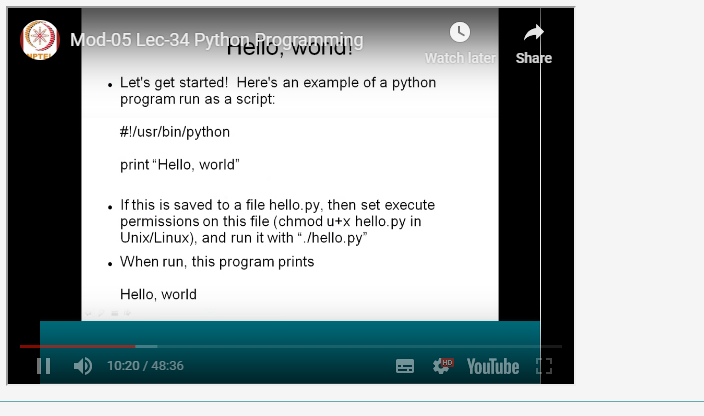 Mod-05 Lec-34 Python Programming
Hello, world!
Watch later
Share
NPTEL
• Let's get started!  Here's an example of a python
program run as a script:
#!/usr/bin/python
print “Hello, world”
• If this is saved to a file hello.py, then set execute
permissions on this file (chmod u+x hello.py in
Unix/Linux), and run it with “./hello.py”
• When run, this program prints
Hello, world
10:20 / 48:36
HD
YouTube